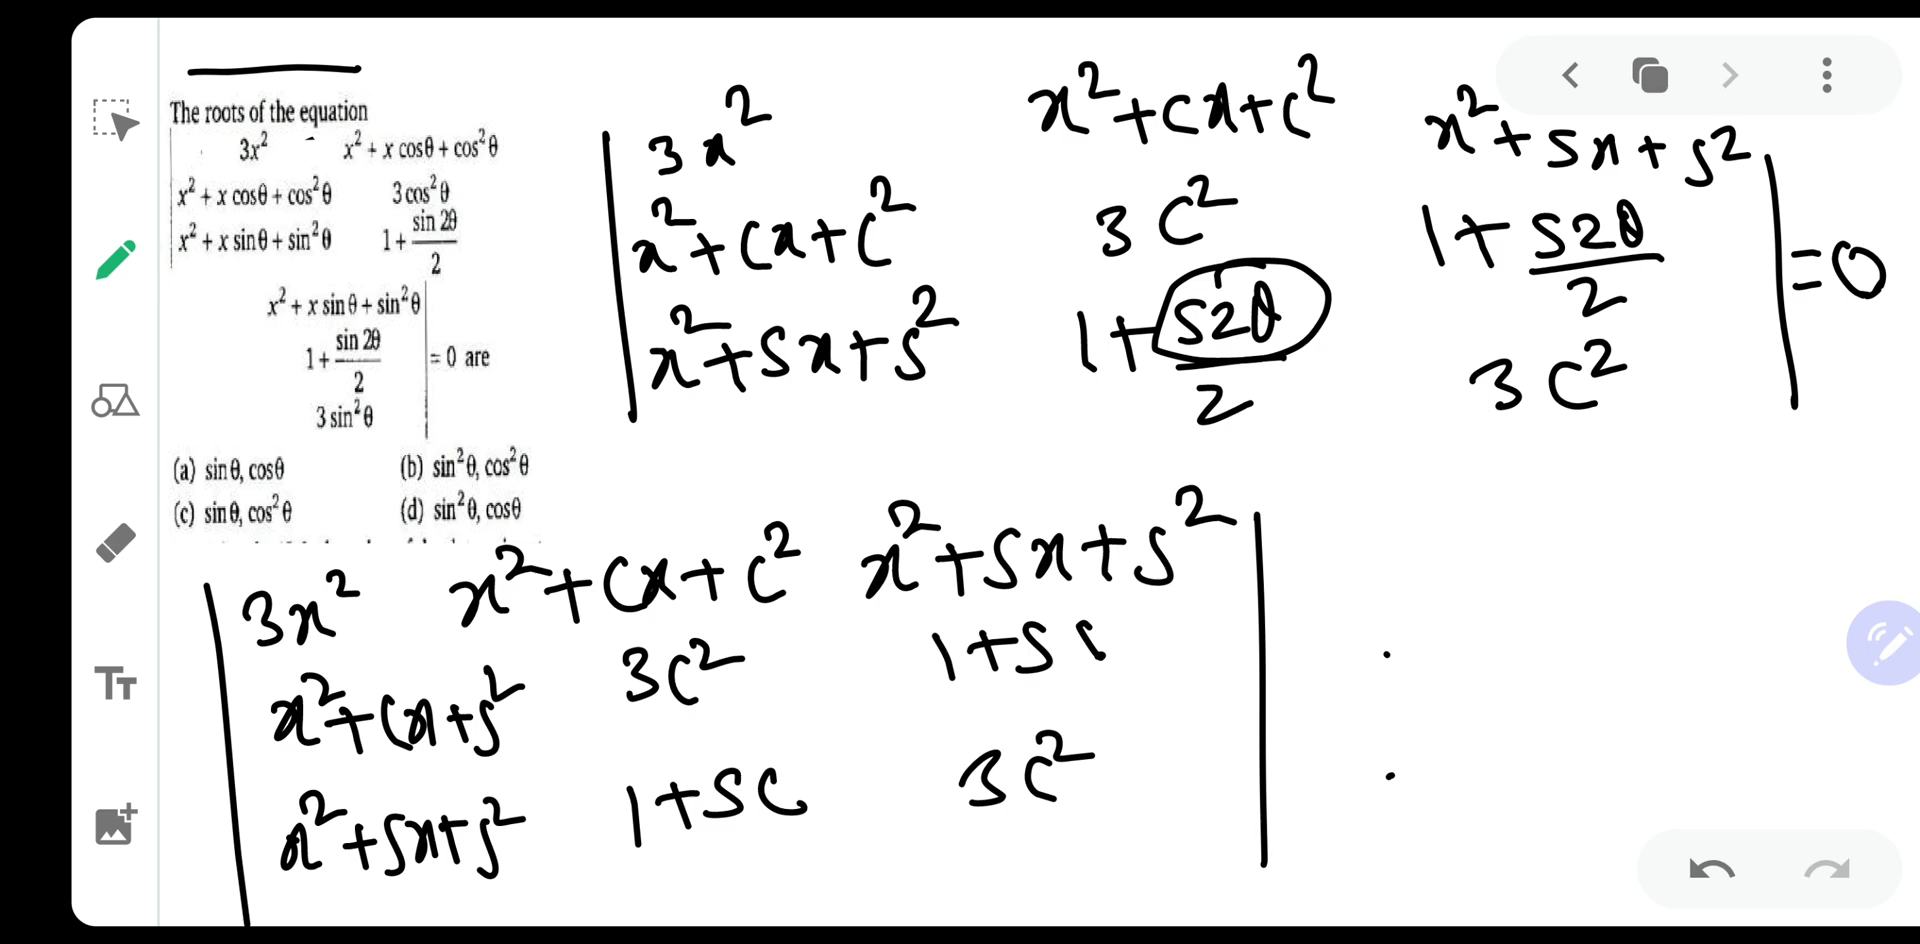 The roots of the equation
3x² x² + x cosθ + cos²θ
x² + x cosθ + cos²θ 3 cos²θ
x² + x sinθ + sin²θ 1 + sin 2θ / 2
x² + x sinθ + sin²θ
1 + sin 2θ / 2 = 0 are
3 sin²θ
(a) sinθ, cosθ (b) sin²θ, cos²θ
(c) sinθ, cos²θ (d) sin²θ, cosθ
3x² x²+cx+c² x²+sx+s²
x²+cx+c² 3c² 1+ s2θ / 2 =0
x²+sx+s² 1+ s2θ / 2 3c²
3x² x²+cx+c² x²+sx+s²
x²+cx+s² 3c² 1+s
x²+sx+s² 1+sc 3c²
TT